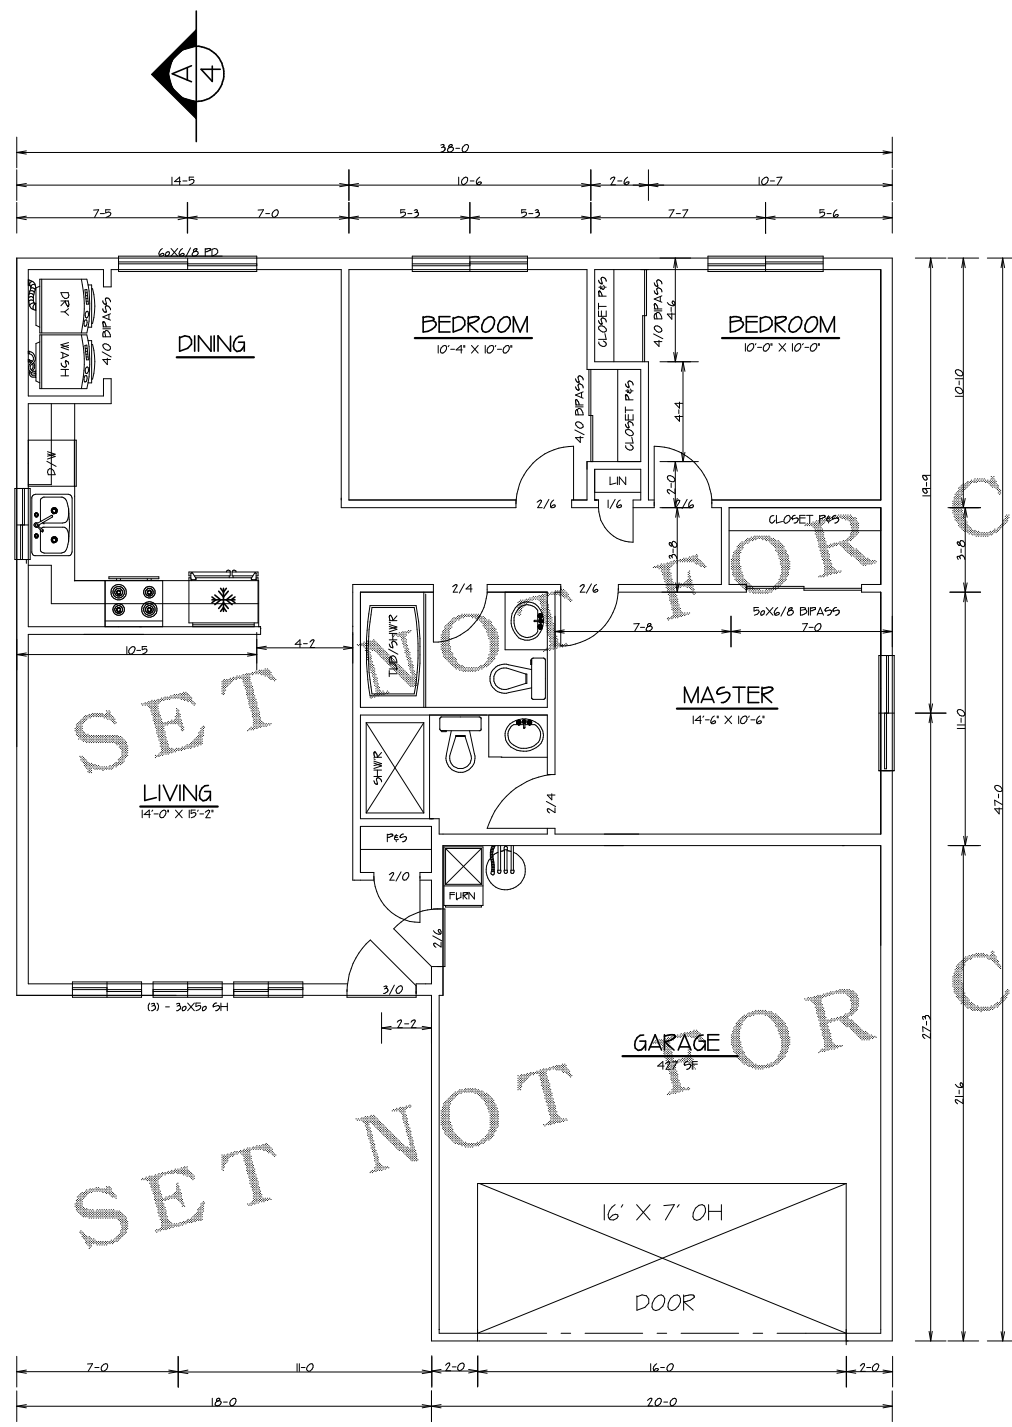 A
4
38-0
14-5
10-6
2-6
10-7
7-5
7-0
5-3
5-3
7-7
5-6
60X6/8 PD
DRY
WASH
4/0 BIPASS
DINING
BEDROOM
10'-4" X 10'-0"
CLOSET P&S
4/0 BIPASS
4-6
BEDROOM
10'-0" X 10'-0"
4/0 BIPASS
CLOSET P&S
4-4
10-10
D/W
LIN
2-0
19-9
2/6
1/6
2/6
CLOSET P&S
3-8
3-8
2/4
2/6
50X6/8 BIPASS
7-8
7-0
10-5
4-2
TUB/SHWR
MASTER
14'-6" X 10'-6"
11-0
SHWR
LIVING
14'-0" X 15'-2"
2/4
47-0
P&S
2/0
FURN
2/6
3/0
(3) - 30X50 SH
2-2
GARAGE
427 SF
27-3
21-6
16' X 7' OH
DOOR
7-0
11-0
2-0
16-0
2-0
18-0
20-0
SET NOT FOR C
SET NOT FOR C